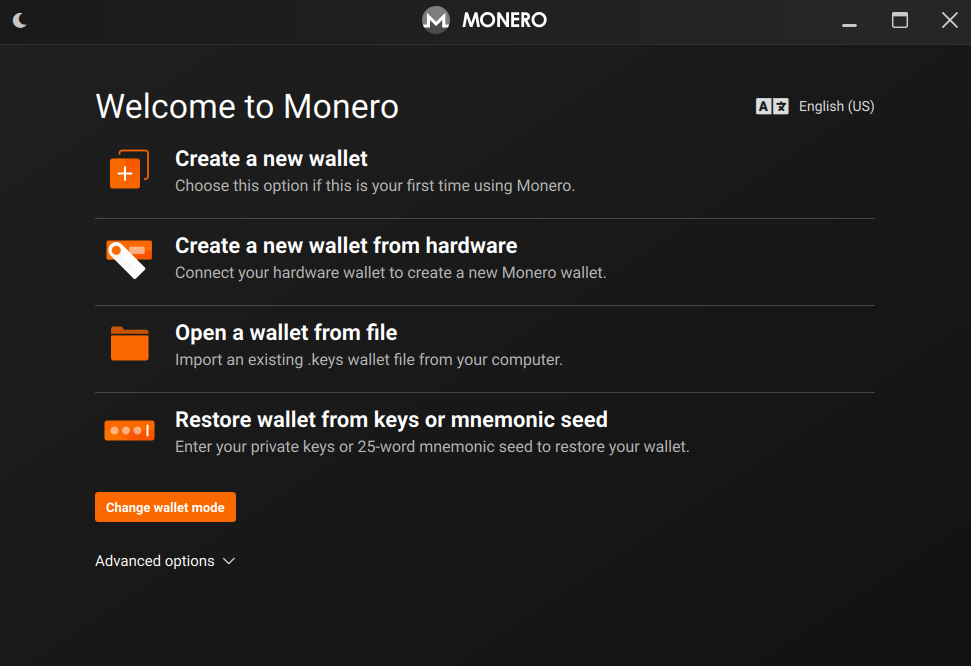 MONERO
Welcome to Monero
English (US)
Create a new wallet
Choose this option if this is your first time using Monero.
Create a new wallet from hardware
Connect your hardware wallet to create a new Monero wallet.
Open a wallet from file
Import an existing .keys wallet file from your computer.
Restore wallet from keys or mnemonic seed
Enter your private keys or 25-word mnemonic seed to restore your wallet.
Change wallet mode
Advanced options